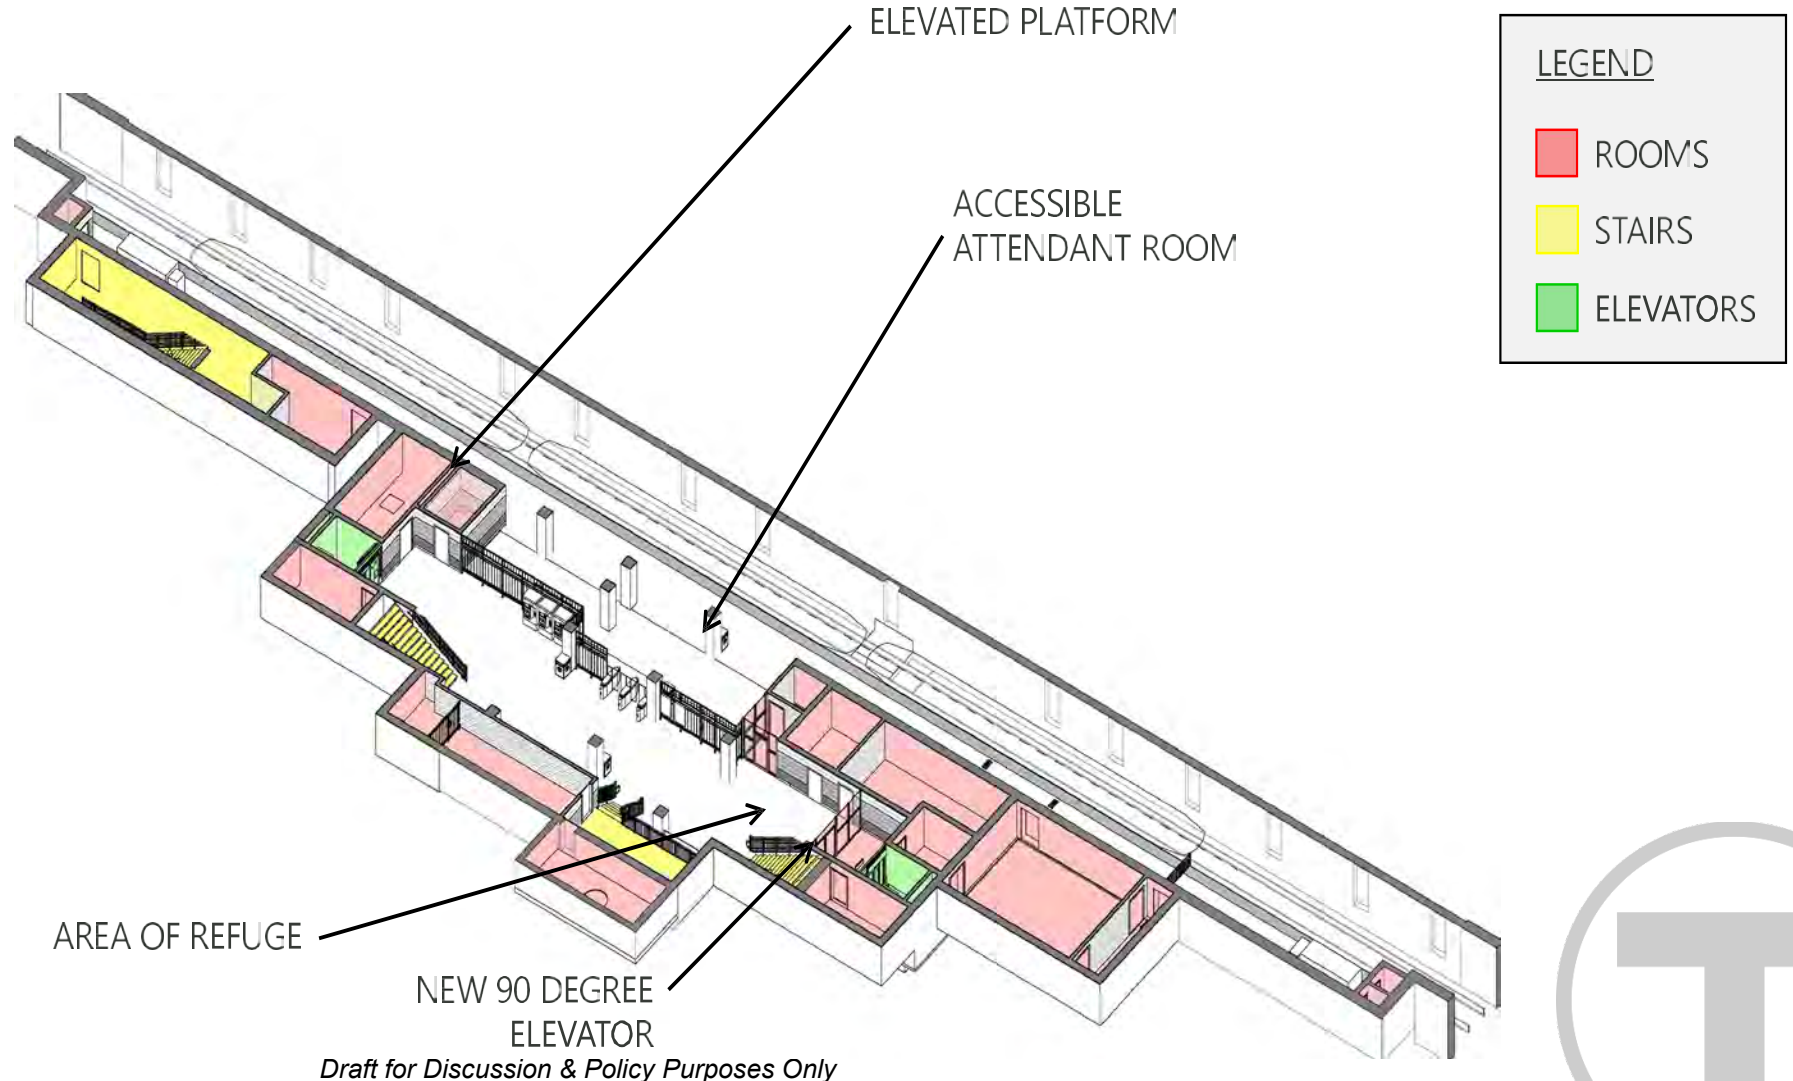 ELEVATED PLATFORM
LEGEND
ROOMS
STAIRS
ELEVATORS
ACCESSIBLE
ATTENDANT ROOM
AREA OF REFUGE
NEW 90 DEGREE
ELEVATOR
Draft for Discussion & Policy Purposes Only
T